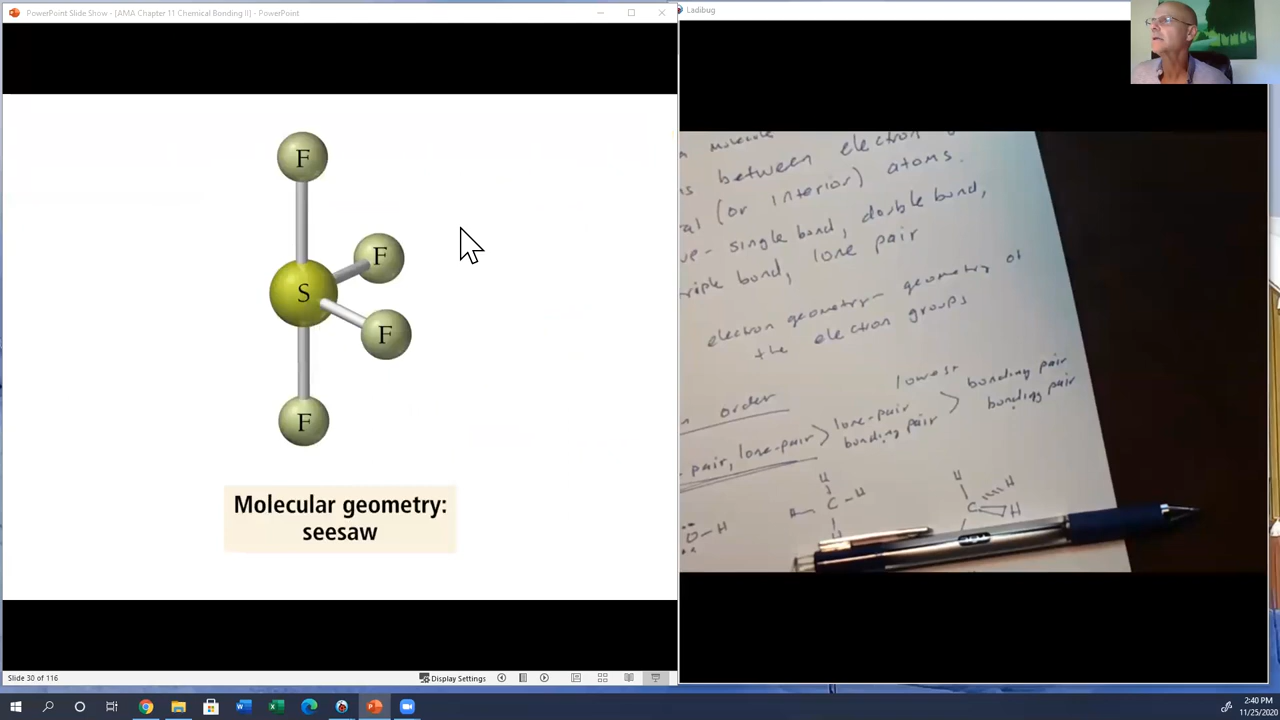 PowerPoint Slide Show - [AMA Chapter 11 Chemical Bonding II] - PowerPoint
F
F
S
F
F
Molecular geometry:
seesaw
Slide 30 of 116
Display Settings
Ladibug
molecule
between electron
(or interior) atoms.
single bond, double bond,
bond, lone pair
electron geometry- geometry of
the electron groups
lowest
order
pair, lone-pair > lone-pair
bonding pair > bonding pair
bonding pair
O-H
H
C-H
H
H
C H
H
2:40 PM
11/25/2020